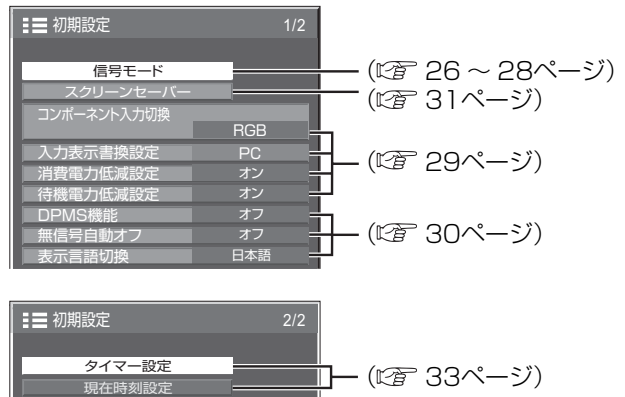 初期設定 1/2
信号モード
(☞ 26 ~ 28ページ)
スクリーンセーバー
(☞ 31ページ)
コンポーネント入力切換
RGB
入力表示書換設定 PC
消費電力低減設定 オン
(☞ 29ページ)
待機電力低減設定 オン
DPMS機能 オフ
無信号自動オフ オフ
(☞ 30ページ)
表示言語切換 日本語
初期設定 2/2
タイマー設定
現在時刻設定
(☞ 33ページ)